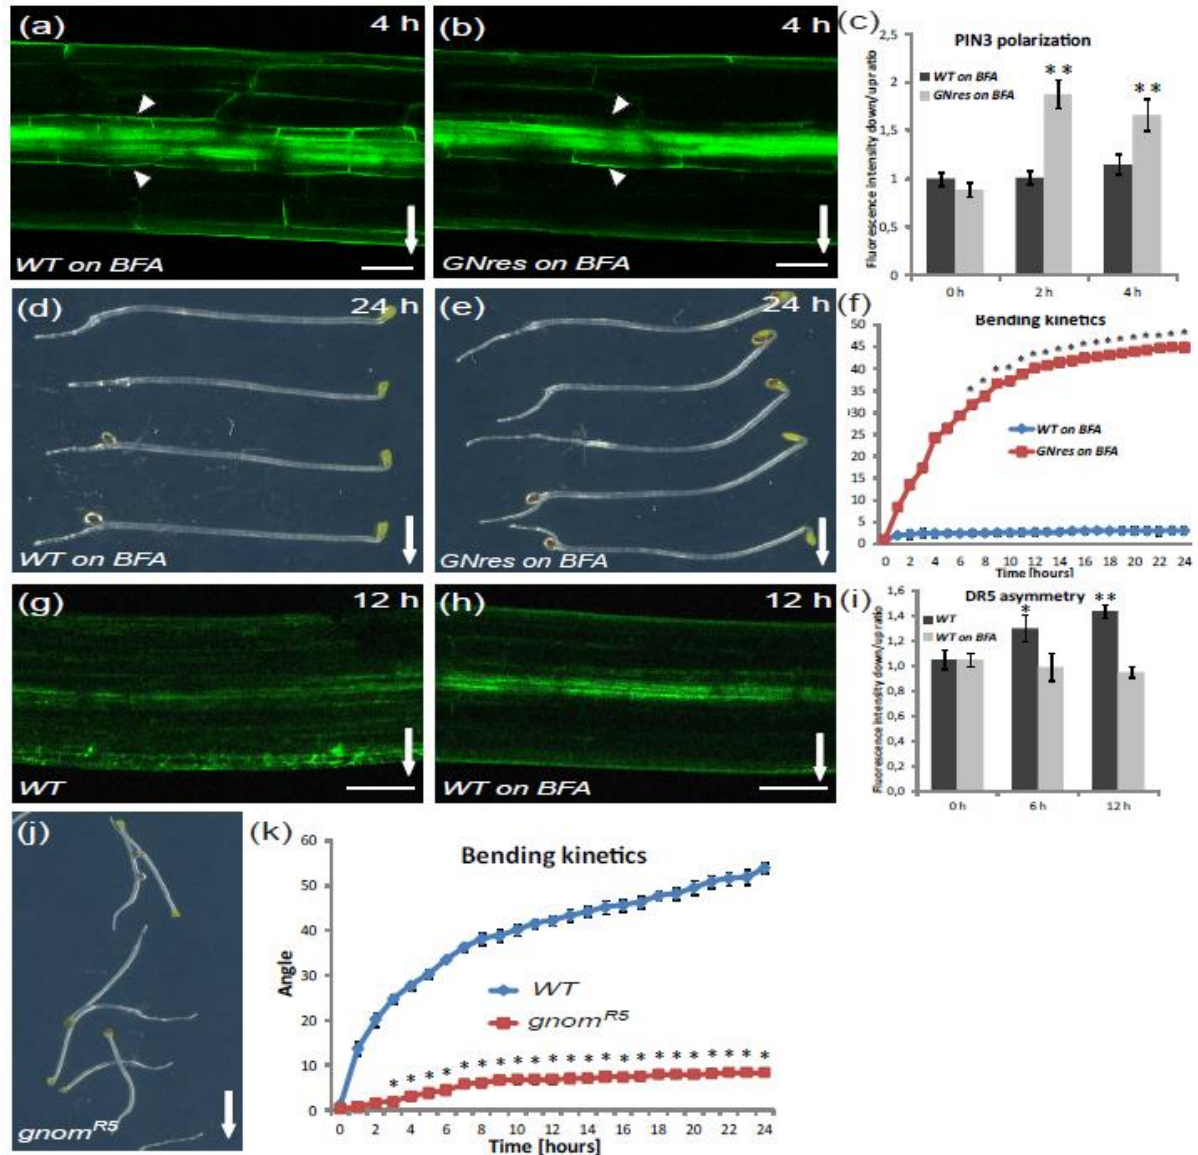 (a) 4 h
WT on BFA
(b) 4 h
GNres on BFA
(c)
PIN3 polarization
WT on BFA
GNres on BFA
Fluorescence intensity down/up ratio
2,5
2
1,5
1
0,5
0
* *
* *
0 h 2 h 4 h
(d) 24 h
WT on BFA
(e) 24 h
GNres on BFA
(f)
Bending kinetics
50
45
40
35
30
25
20
15
10
5
0
* * * * * * * * * * * * * * * * * *
WT on BFA
GNres on BFA
0 2 4 6 8 10 12 14 16 18 20 22 24
Time [hours]
(g) 12 h
WT
(h) 12 h
WT on BFA
(i)
DR5 asymmetry
WT
WT on BFA
Fluorescence intensity down/up ratio
1,6
1,4
1,2
1,0
0,8
0,6
0,4
0,2
0,0
*
**
0 h 6 h 12 h
(j)
gnomR5
(k)
Bending kinetics
Angle
60
50
40
30
20
10
0
WT
gnomR5
* * * * * * * * * * * * * * * * * * * * * *
0 2 4 6 8 10 12 14 16 18 20 22 24
Time [hours]